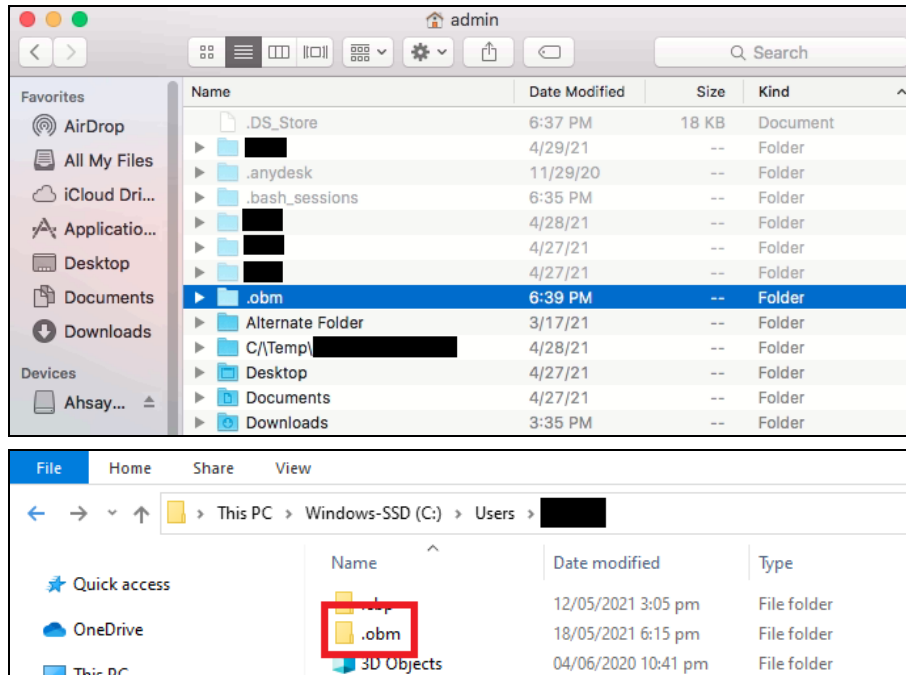 admin
Search
Favorites
AirDrop
All My Files
iCloud Dri...
Applicatio...
Desktop
Documents
Downloads
Devices
Ahsay...
Name Date Modified Size Kind
.DS_Store 6:37 PM 18 KB Document
4/29/21 -- Folder
.anydesk 11/29/20 -- Folder
.bash_sessions 6:35 PM -- Folder
4/28/21 -- Folder
4/27/21 -- Folder
4/27/21 -- Folder
.obm 6:39 PM -- Folder
Alternate Folder 3/17/21 -- Folder
C/\Temp\ 4/28/21 -- Folder
Desktop 4/27/21 -- Folder
Documents 4/27/21 -- Folder
Downloads 3:35 PM -- Folder
File Home Share View
This PC > Windows-SSD (C:) > Users >
Quick access
OneDrive
This PC
Name Date modified Type
12/05/2021 3:05 pm File folder
.obm 18/05/2021 6:15 pm File folder
3D Objects 04/06/2020 10:41 pm File folder